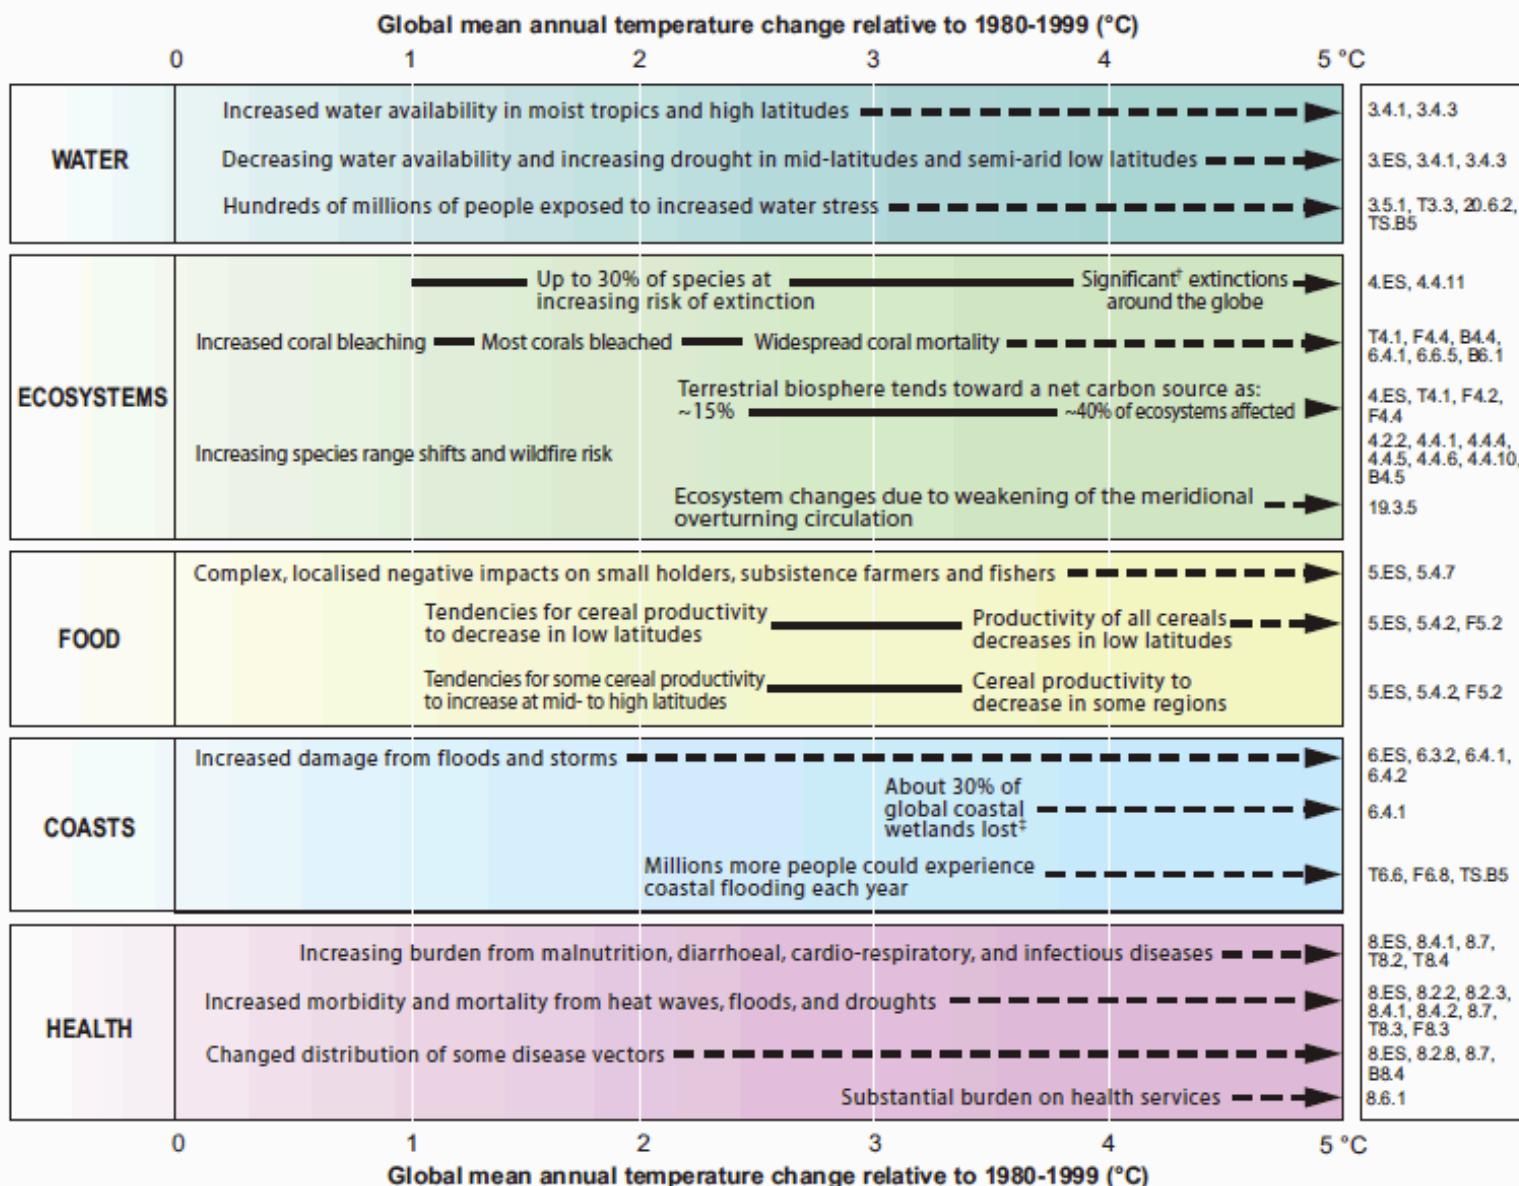 Global mean annual temperature change relative to 1980-1999 (°C)
0 1 2 3 4 5 °C
WATER
Increased water availability in moist tropics and high latitudes
3.4.1, 3.4.3
Decreasing water availability and increasing drought in mid-latitudes and semi-arid low latitudes
3.ES, 3.4.1, 3.4.3
Hundreds of millions of people exposed to increased water stress
3.5.1, T3.3, 20.6.2,
TS.B5
ECOSYSTEMS
Up to 30% of species at
increasing risk of extinction
Significant† extinctions
around the globe
4.ES, 4.4.11
Increased coral bleaching
Most corals bleached
Widespread coral mortality
T4.1, F4.4, B4.4,
6.4.1, 6.6.5, B6.1
Terrestrial biosphere tends toward a net carbon source as:
~15%
~40% of ecosystems affected
4.ES, T4.1, F4.2,
F4.4
Increasing species range shifts and wildfire risk
4.2.2, 4.4.1, 4.4.4,
4.4.5, 4.4.6, 4.4.10,
B4.5
Ecosystem changes due to weakening of the meridional
overturning circulation
19.3.5
FOOD
Complex, localised negative impacts on small holders, subsistence farmers and fishers
5.ES, 5.4.7
Tendencies for cereal productivity
to decrease in low latitudes
Productivity of all cereals
decreases in low latitudes
5.ES, 5.4.2, F5.2
Tendencies for some cereal productivity
to increase at mid- to high latitudes
Cereal productivity to
decrease in some regions
5.ES, 5.4.2, F5.2
COASTS
Increased damage from floods and storms
6.ES, 6.3.2, 6.4.1,
6.4.2
About 30% of
global coastal
wetlands lost‡
6.4.1
Millions more people could experience
coastal flooding each year
T6.6, F6.8, TS.B5
HEALTH
Increasing burden from malnutrition, diarrhoeal, cardio-respiratory, and infectious diseases
8.ES, 8.4.1, 8.7,
T8.2, T8.4
Increased morbidity and mortality from heat waves, floods, and droughts
8.ES, 8.2.2, 8.2.3,
8.4.1, 8.4.2, 8.7,
T8.3, F8.3
Changed distribution of some disease vectors
8.ES, 8.2.8, 8.7,
B8.4
Substantial burden on health services
8.6.1
0 1 2 3 4 5 °C
Global mean annual temperature change relative to 1980-1999 (°C)